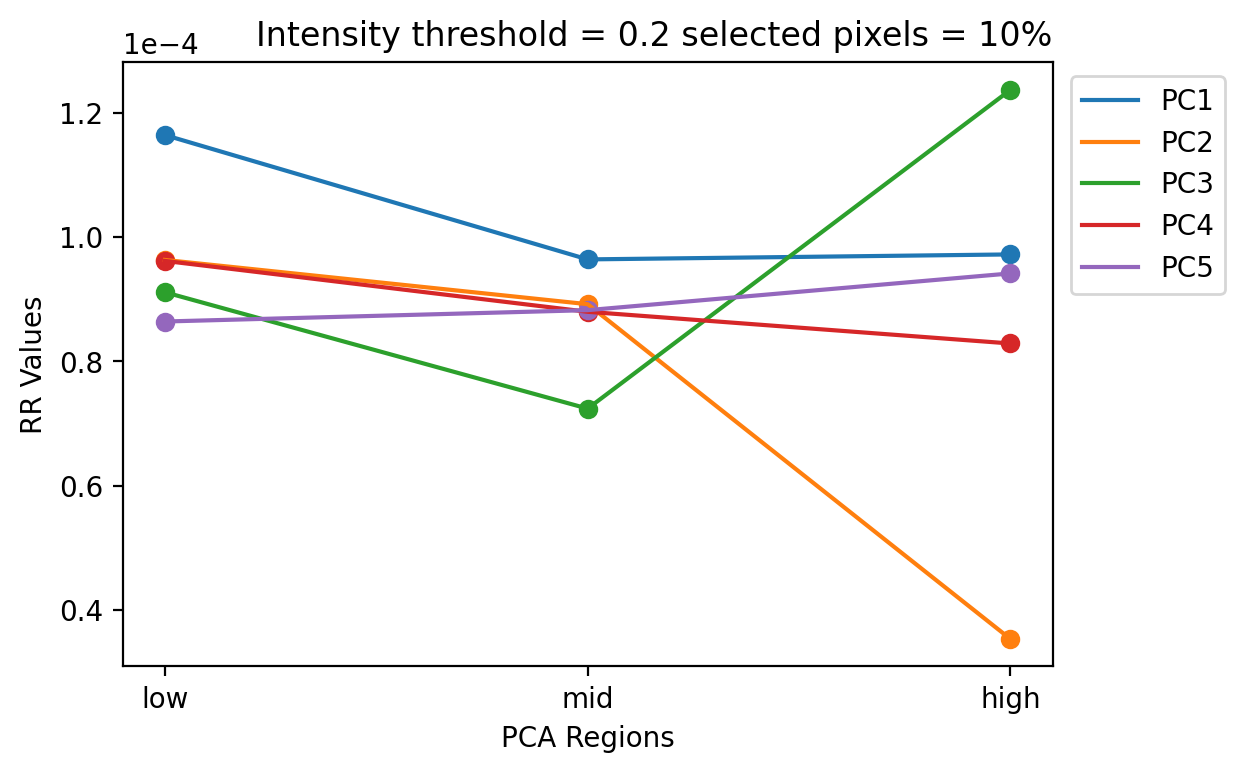 Intensity threshold = 0.2 selected pixels = 10%
1e−4
1.2
1.0
0.8
0.6
0.4
RR Values
low
mid
high
PCA Regions
PC1
PC2
PC3
PC4
PC5